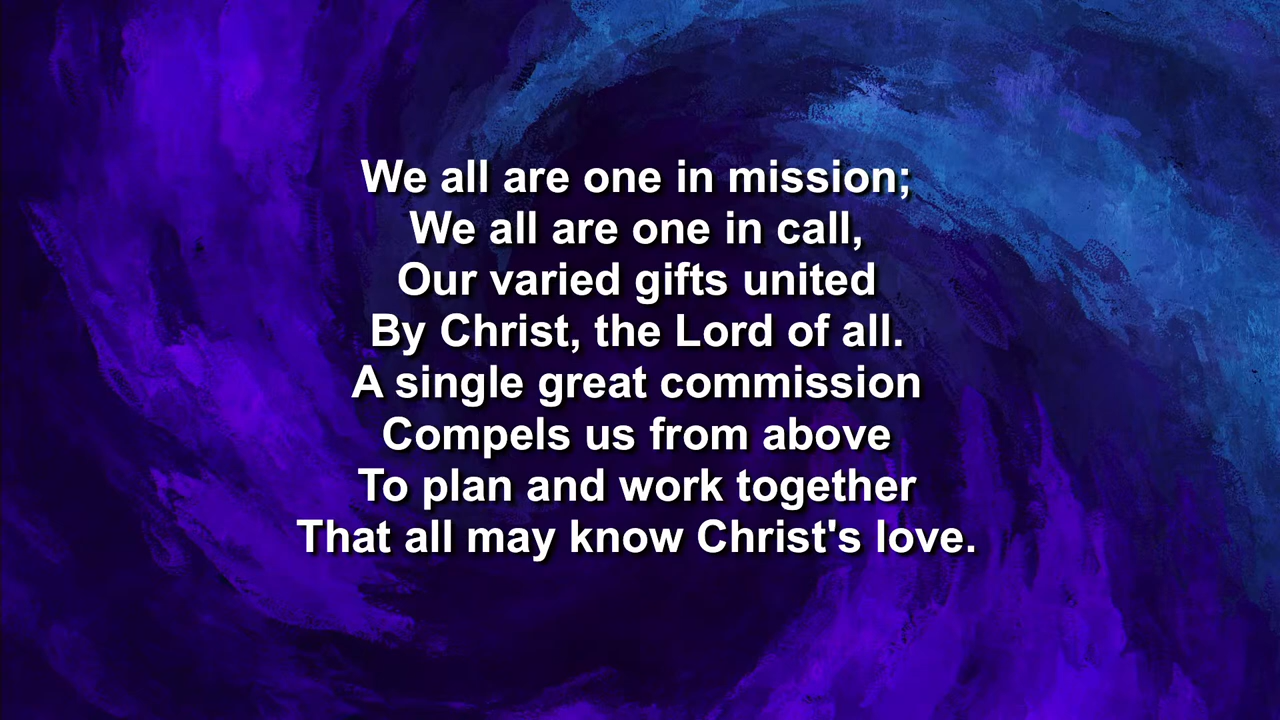 We all are one in mission;
We all are one in call,
Our varied gifts united
By Christ, the Lord of all.
A single great commission
Compels us from above
To plan and work together
That all may know Christ's love.